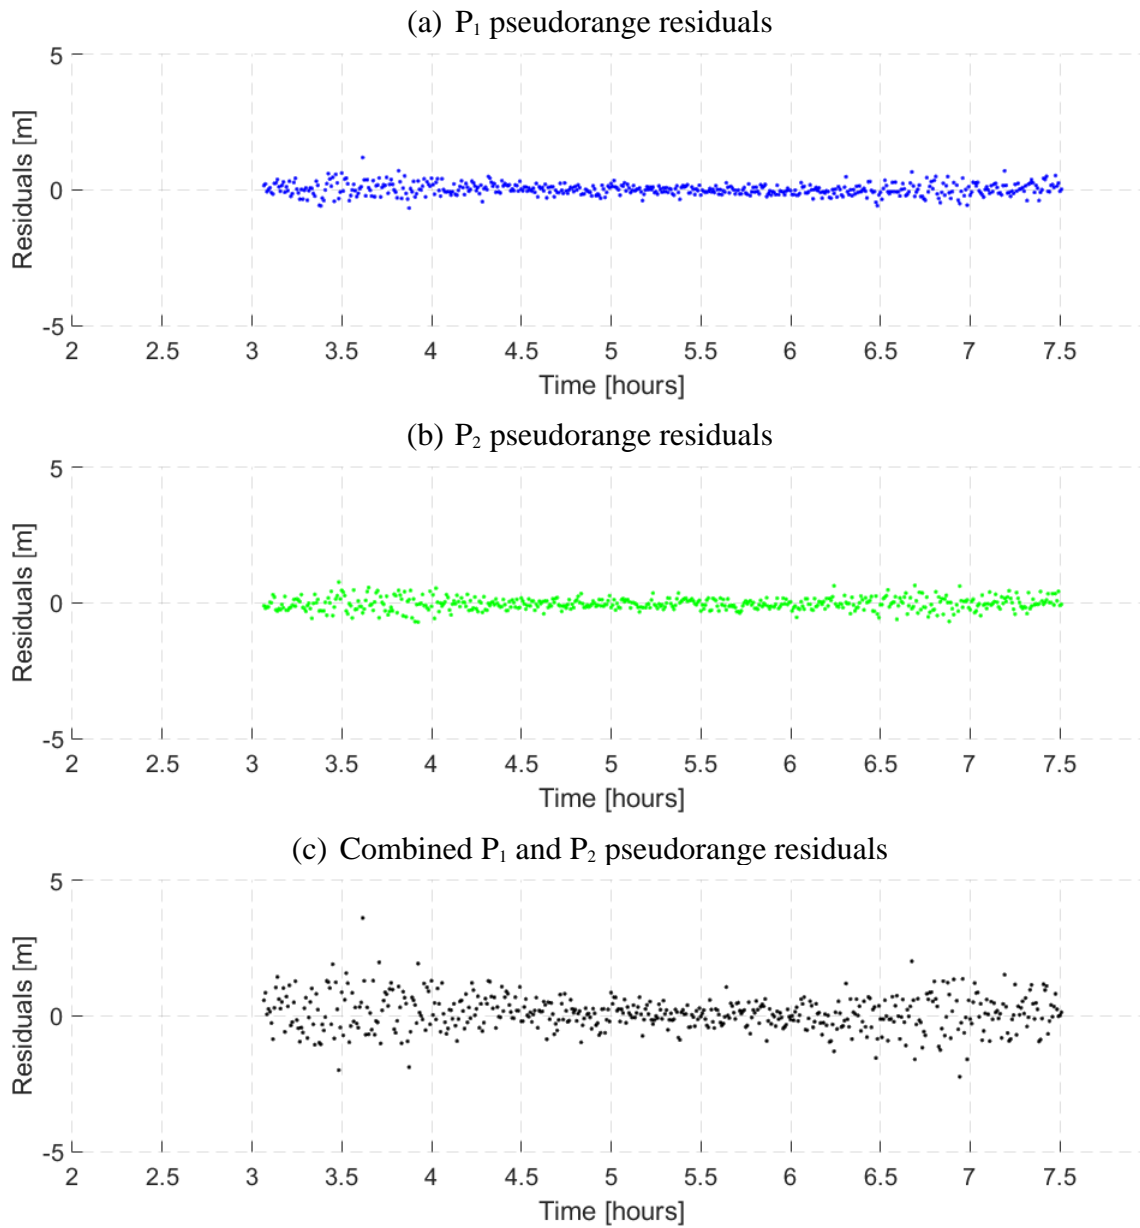 (a) P₁ pseudorange residuals
5
0
-5
Residuals [m]
2 2.5 3 3.5 4 4.5 5 5.5 6 6.5 7 7.5
Time [hours]
(b) P₂ pseudorange residuals
5
0
-5
Residuals [m]
2 2.5 3 3.5 4 4.5 5 5.5 6 6.5 7 7.5
Time [hours]
(c) Combined P₁ and P₂ pseudorange residuals
5
0
-5
Residuals [m]
2 2.5 3 3.5 4 4.5 5 5.5 6 6.5 7 7.5
Time [hours]